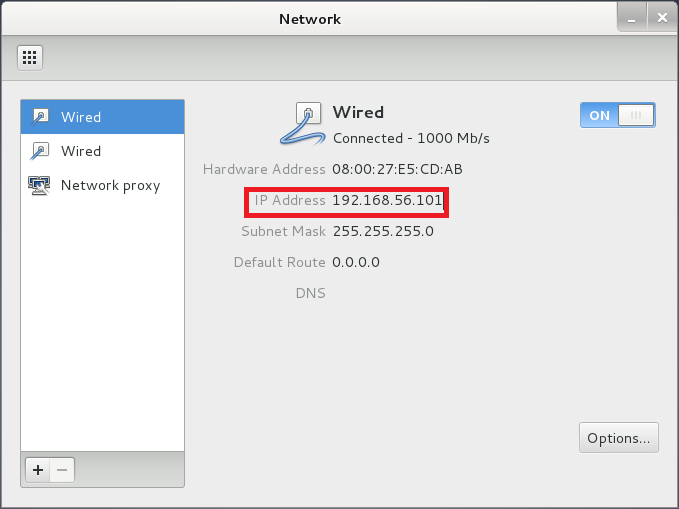 Network
Wired
Wired
Network proxy
Wired
Connected - 1000 Mb/s
ON
Hardware Address 08:00:27:E5:CD:AB
IP Address 192.168.56.101
Subnet Mask 255.255.255.0
Default Route 0.0.0.0
DNS
Options...